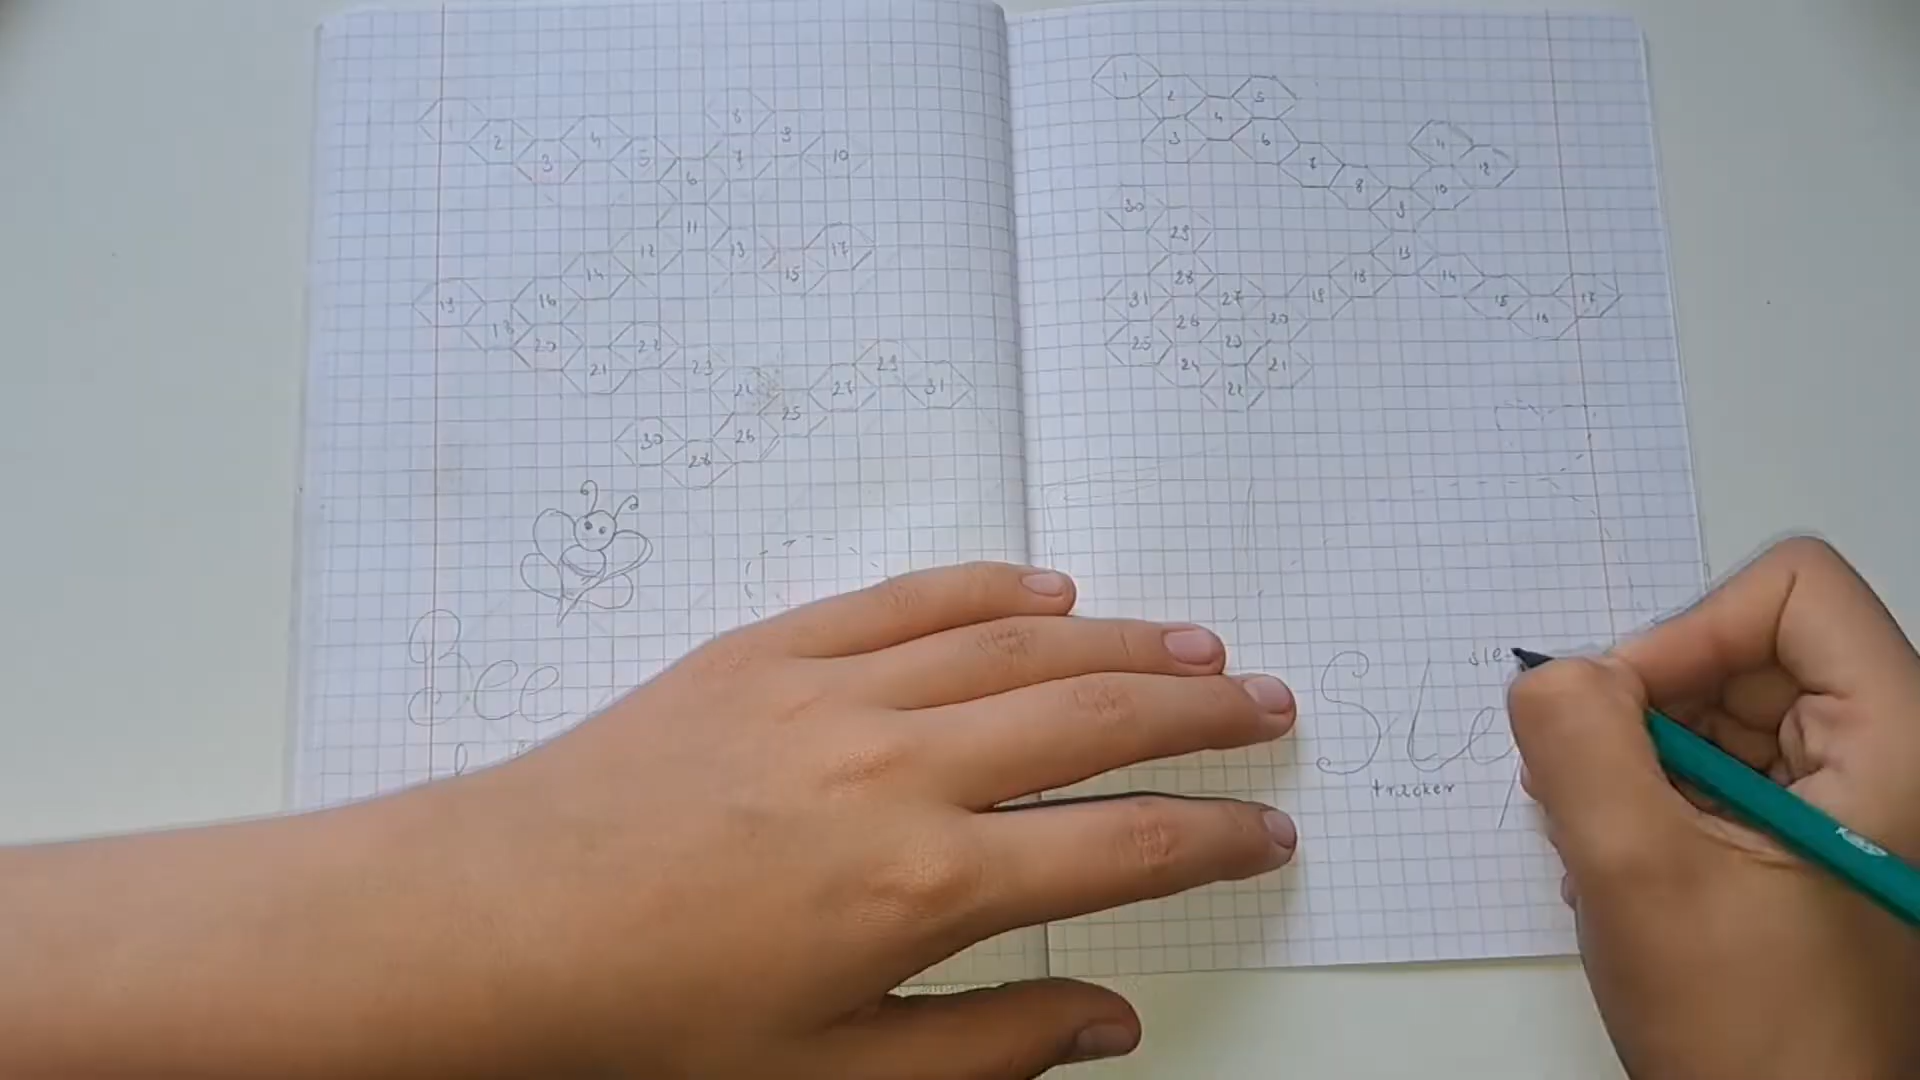 1
2 3 4 5 6 7 8 9 10
11 12 13 14 15 16 17
18 19 20 21 22 23 24
25 26 27 28 29 30 31
Bee
1 2 3 4 5 6 7 8 9 10 11 12
13 14 15 16 17
18 19 20 21 22 23 24 25 26 27 28 29 30 31
sle
Sle
tracker